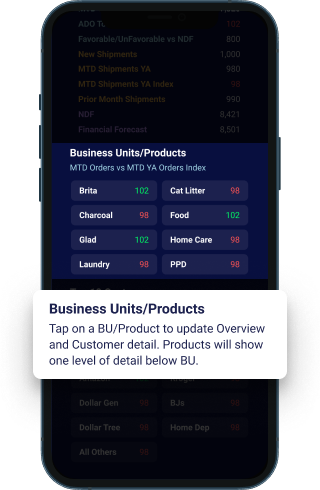 ADO TL 102
Favorable/UnFavorable vs NDF 800
New Shipments 1,000
MTD Shipments YA 980
MTD Shipments YA Index 98
Prior Month Shipments 990
NDF 8,421
Financial Forecast 8,501
Business Units/Products
MTD Orders vs MTD YA Orders Index
Brita 102 Cat Litter 98
Charcoal 98 Food 102
Glad 102 Home Care 98
Laundry 98 PPD 98
Business Units/Products
Tap on a BU/Product to update Overview
and Customer detail. Products will show
one level of detail below BU.
Dollar Gen 98 BJs 98
Dollar Tree 98 Home Dep 98
All Others 98